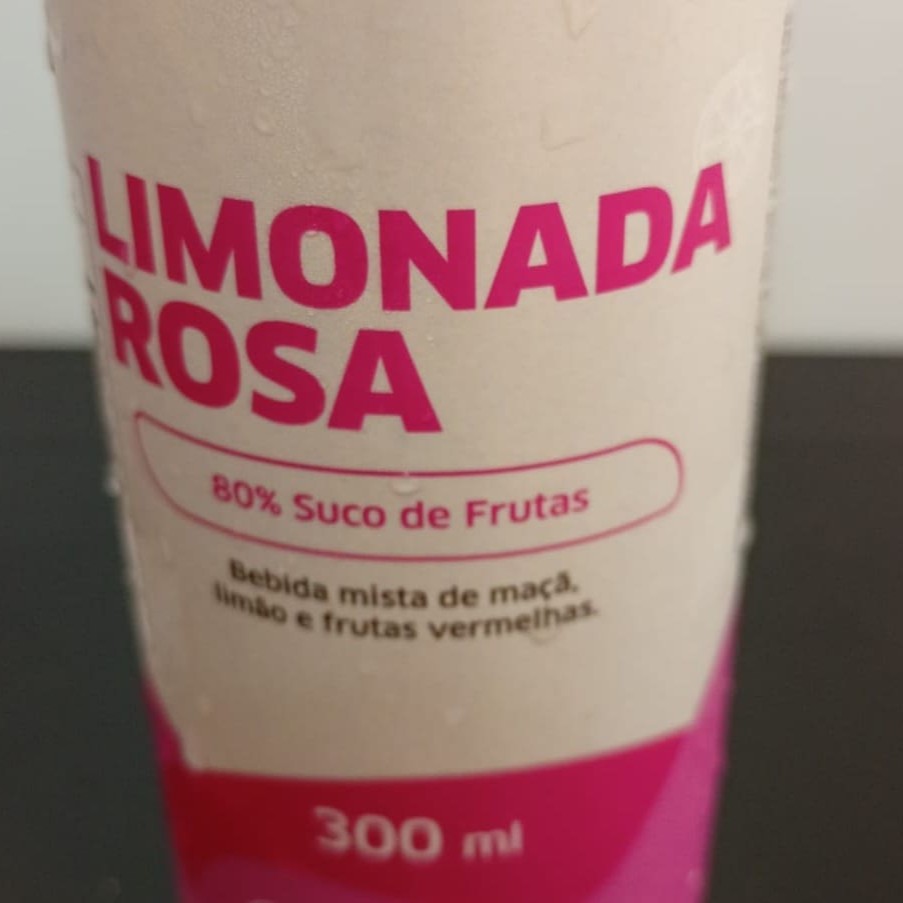 LIMONADA
ROSA
80% Suco de Frutas
Bebida mista de maçã,
limão e frutas vermelhas.
300 ml